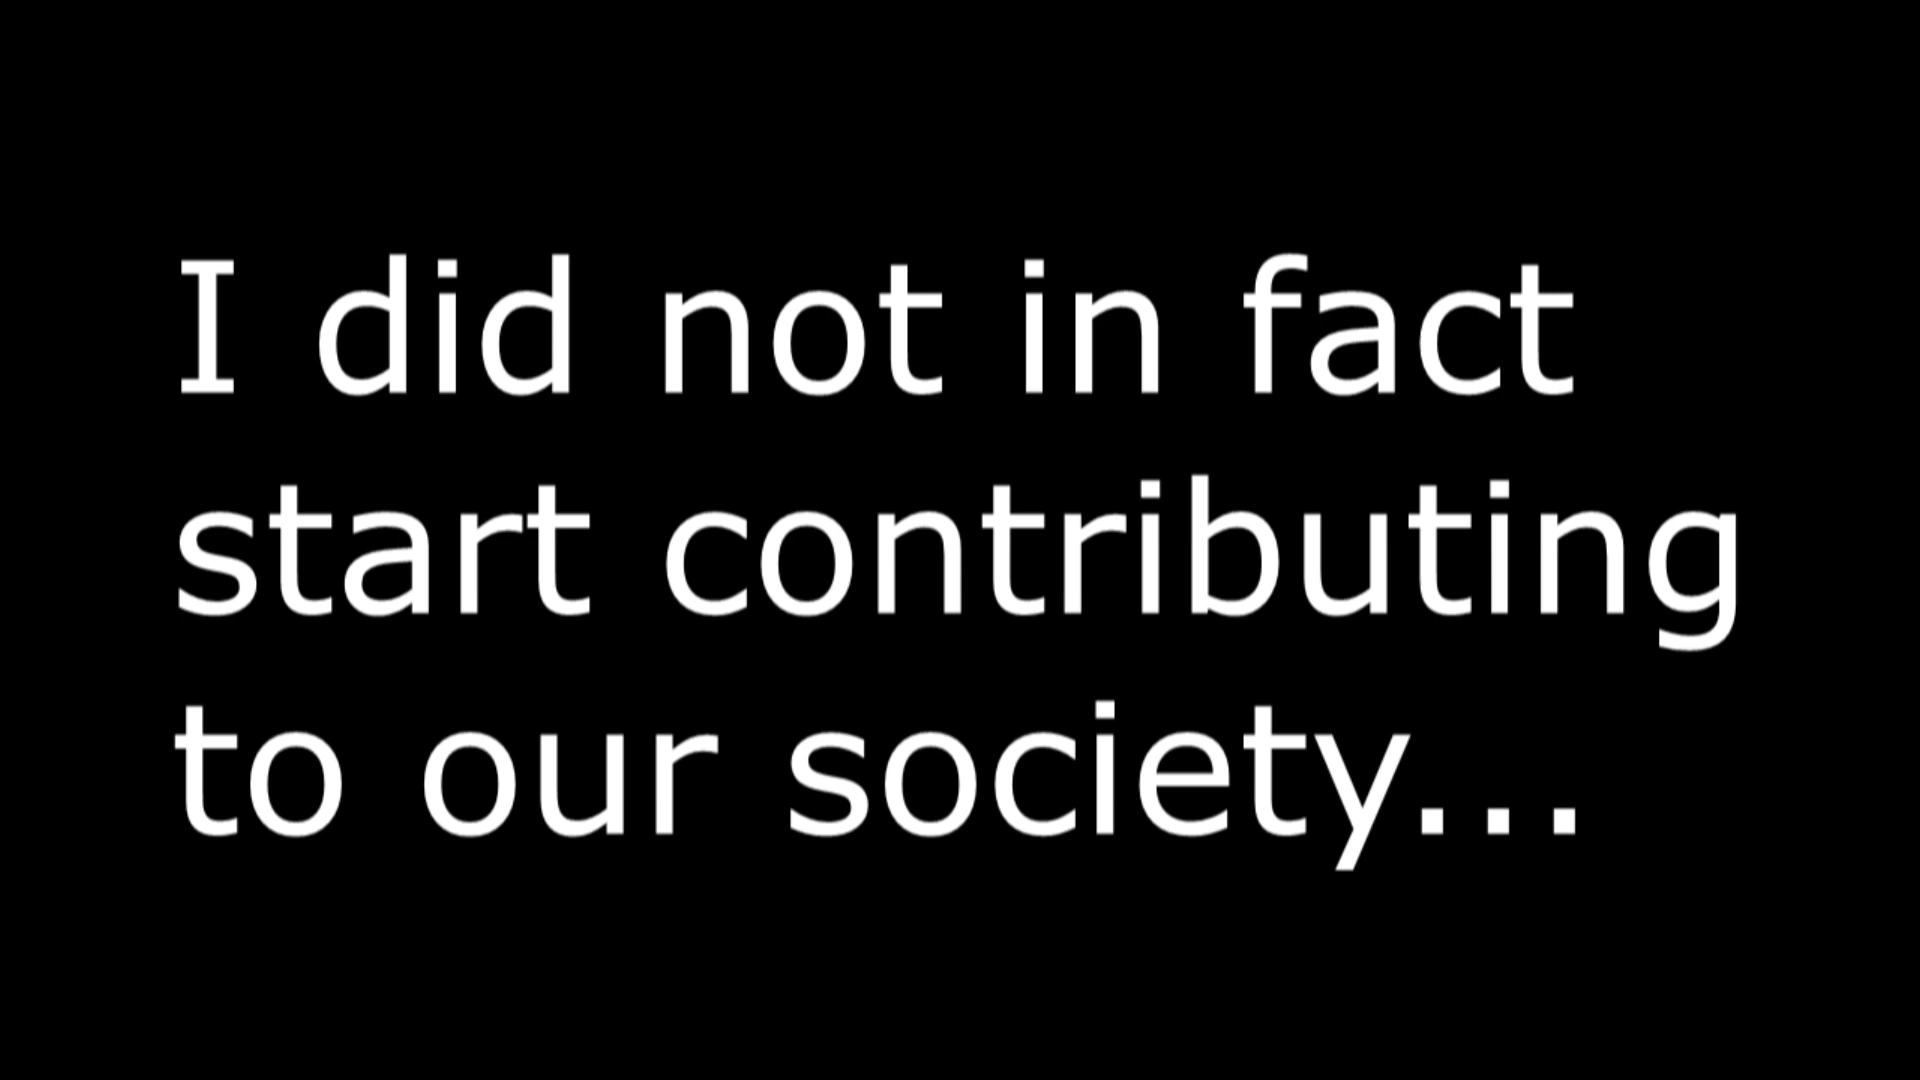 I did not in fact
start contributing
to our society...